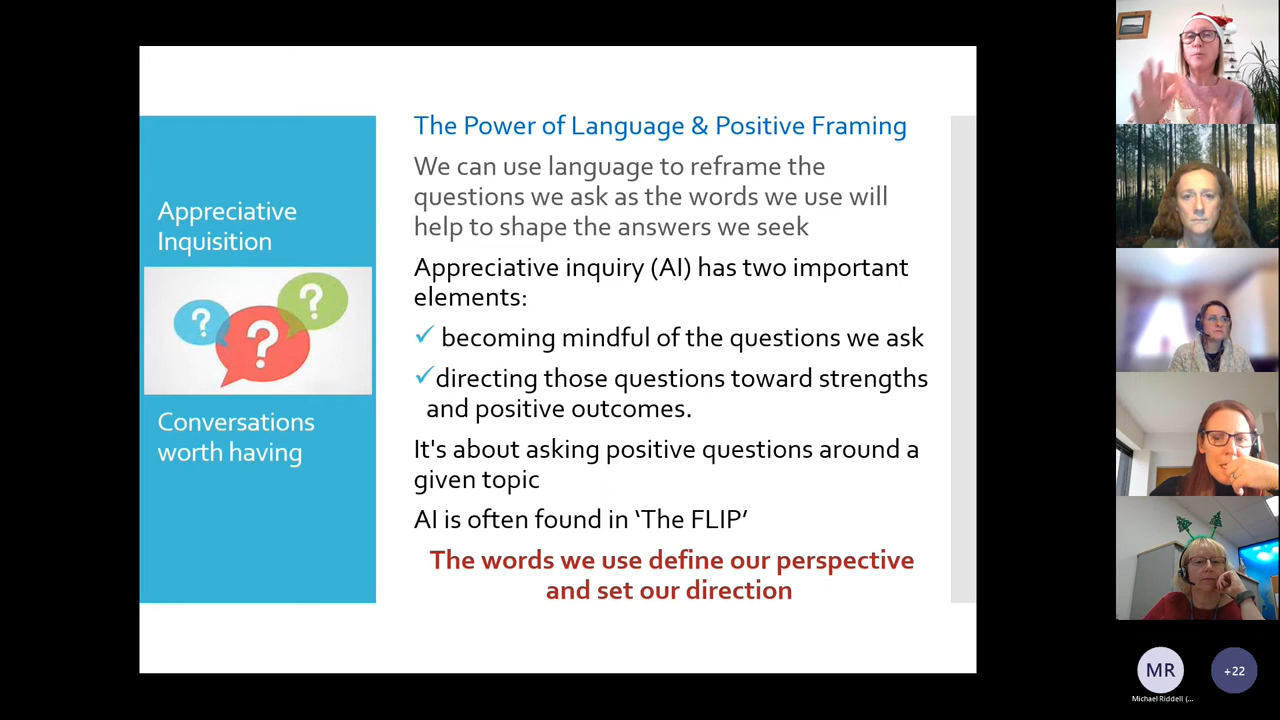 Appreciative
Inquisition
? ? ?
Conversations
worth having
The Power of Language & Positive Framing
We can use language to reframe the
questions we ask as the words we use will
help to shape the answers we seek
Appreciative inquiry (AI) has two important
elements:
✓ becoming mindful of the questions we ask
✓directing those questions toward strengths
and positive outcomes.
It's about asking positive questions around a
given topic
AI is often found in ‘The FLIP’
The words we use define our perspective
and set our direction
MR
+22
Michael Riddell (...